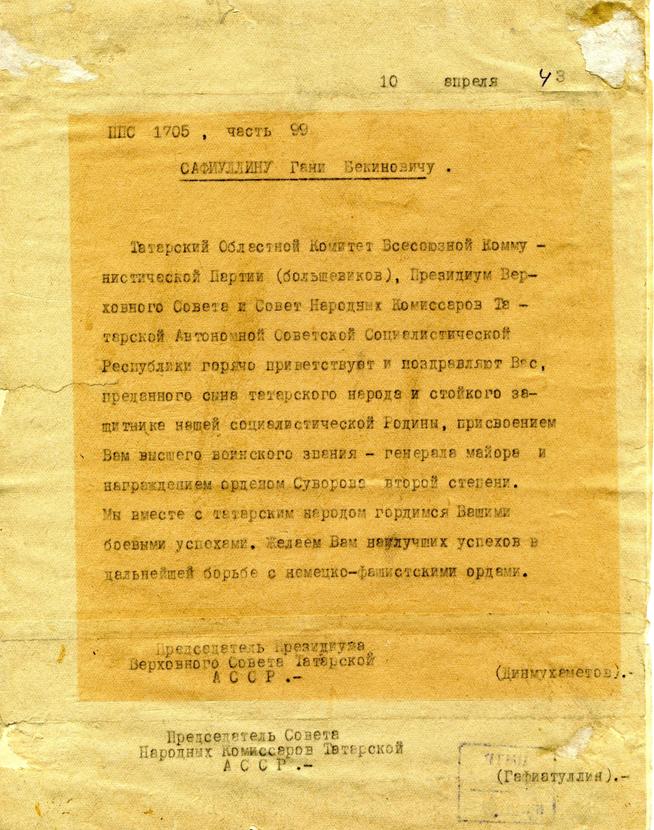 10 апреля 43
ППС 1705 , часть 99
САФИУЛЛИНУ Гани Бекиновичу .
Татарский Областной Комитет Всесоюзной Комму –
нистической Партии (большевиков), Президиум Вер–
ховного Совета и Совет Народных Комиссаров Та –
тарской Автономной Советской Социалистической
Республики горячо приветствует и поздравляют Вас,
преданного сына татарского народа и стойкого за–
щитника нашей социалистической Родины, присвоением
Вам высшего воинского звания – генерала майора и
награждением орденом Суворова второй степени.
Мы вместе с татарским народом гордимся Вашими
боевыми успехами. Желаем Вам наилучших успехов в
дальнейшей борьбе с немецко-фашистскими ордами.
Председатель Президиума
Верховного Совета Татарской
А С С Р .–
(Динмухаметов).–
Председатель Совета
Народных Комиссаров Татарской
А С С Р .–
(Гафиатуллин).–